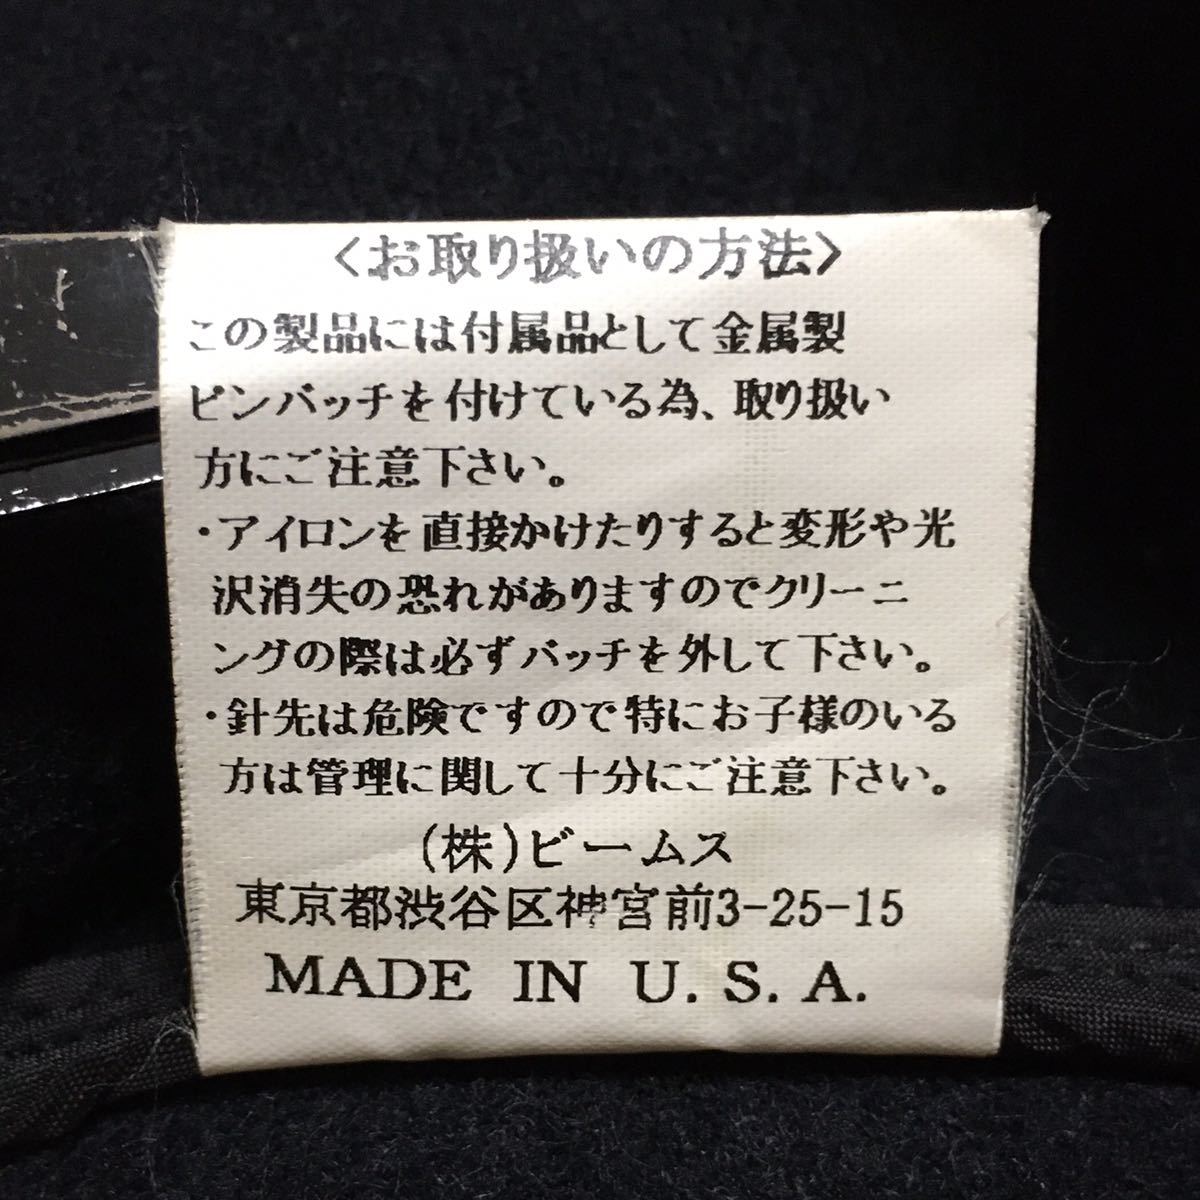 〈お取り扱いの方法〉
この製品には付属品として金属製
ピンバッチを付けている為、取り扱い
方にご注意下さい。
・アイロンを直接かけたりすると変形や光
沢消失の恐れがありますのでクリーニ
ングの際は必ずバッチを外して下さい。
・針先は危険ですので特にお子様のいる
方は管理に関して十分にご注意下さい。
(株)ビームス
東京都渋谷区神宮前3-25-15
MADE IN U.S.A.